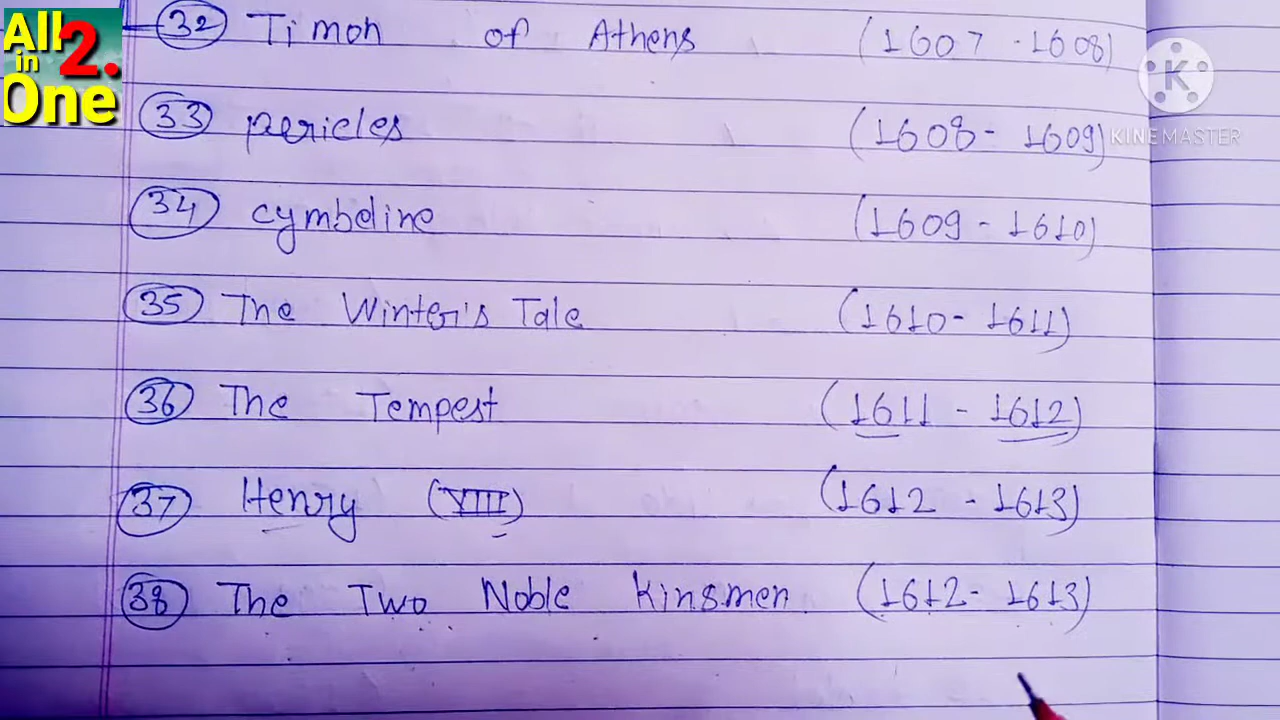 All 2.
in
One
32 Timon of Athens (1607 - 1608)
33 pericles (1608 - 1609)
KINEMASTER
34 cymbeline (1609 - 1610)
35 The Winter's Tale (1610 - 1611)
36 The Tempest (1611 - 1612)
37 Henry (VIII) (1612 - 1613)
38 The Two Noble Kinsmen. (1612 - 1613)